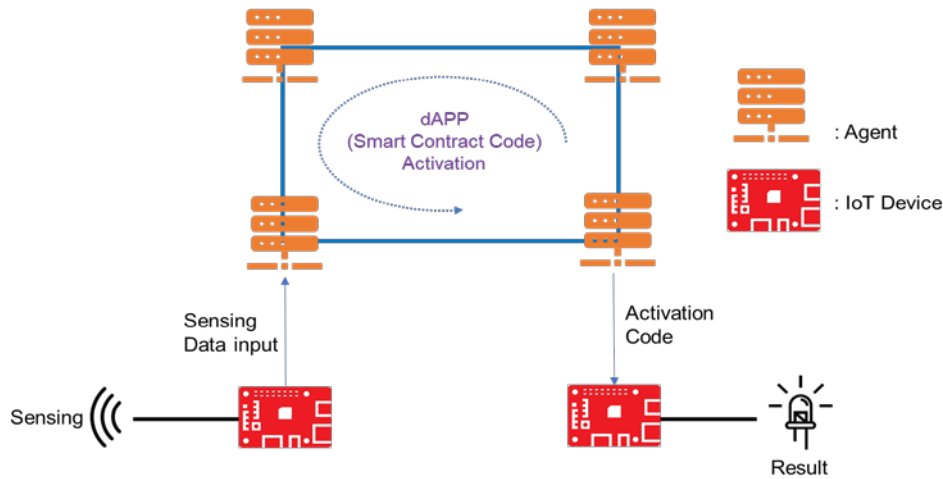 dAPP
(Smart Contract Code)
Activation
: Agent
: IoT Device
Sensing
Data input
Activation
Code
Sensing
Result